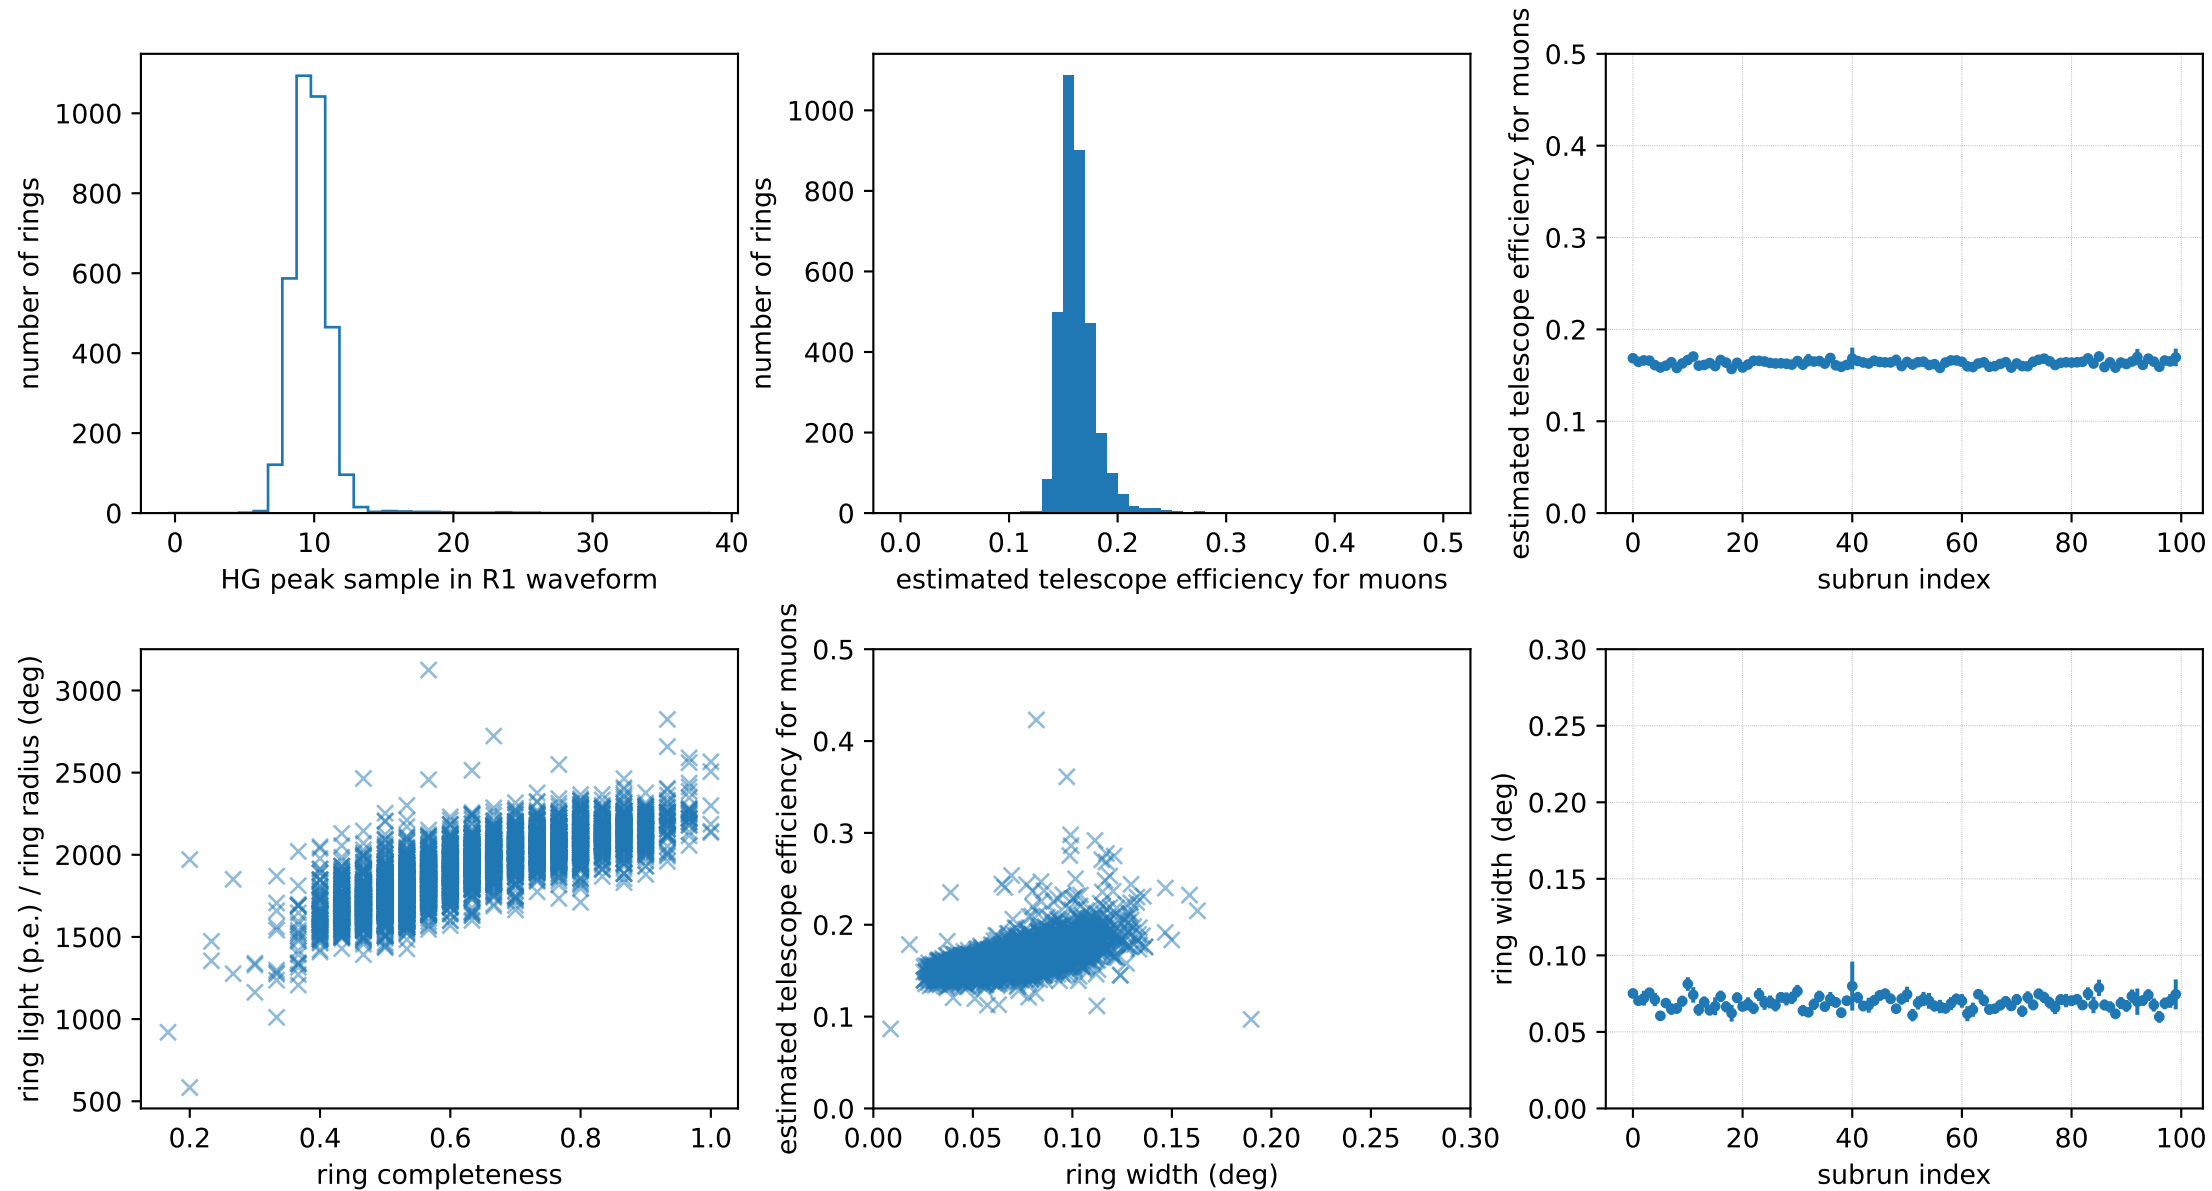 number of rings
1000
800
600
400
200
0
0 10 20 30 40
HG peak sample in R1 waveform
number of rings
1000
800
600
400
200
0
0.0 0.1 0.2 0.3 0.4 0.5
estimated telescope efficiency for muons
estimated telescope efficiency for muons
0.5
0.4
0.3
0.2
0.1
0.0
0 20 40 60 80 100
subrun index
ring light (p.e.) / ring radius (deg)
3000
2500
2000
1500
1000
500
0.2 0.4 0.6 0.8 1.0
ring completeness
estimated telescope efficiency for muons
0.5
0.4
0.3
0.2
0.1
0.0
0.00 0.05 0.10 0.15 0.20 0.25 0.30
ring width (deg)
ring width (deg)
0.30
0.25
0.20
0.15
0.10
0.05
0.00
0 20 40 60 80 100
subrun index